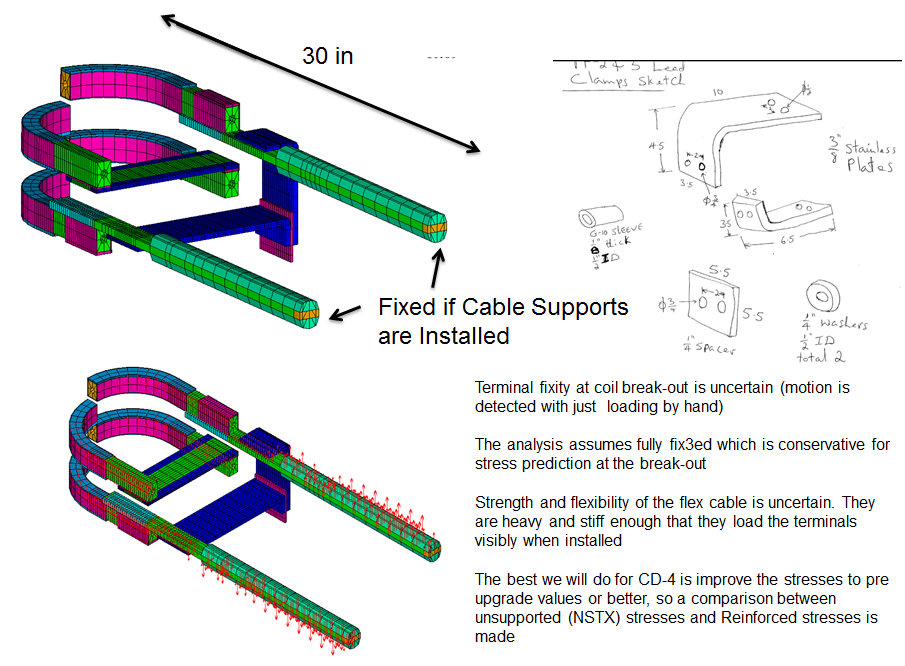 30 in
Lead
Clamps Sketch
10
45
2"
3.5
Φ 3/4
3/8" Stainless
Plates
3.5
35
6.5
G-10 SLEEVE
1/8" thick
1/2" ID
5.5
2"
Φ 3/4
5.5
1/4" Spacer
1/4" Washers
1/2" ID
total 2
Fixed if Cable Supports
are Installed
Terminal fixity at coil break-out is uncertain (motion is
detected with just loading by hand)
The analysis assumes fully fix3ed which is conservative for
stress prediction at the break-out
Strength and flexibility of the flex cable is uncertain. They
are heavy and stiff enough that they load the terminals
visibly when installed
The best we will do for CD-4 is improve the stresses to pre
upgrade values or better, so a comparison between
unsupported (NSTX) stresses and Reinforced stresses is
made